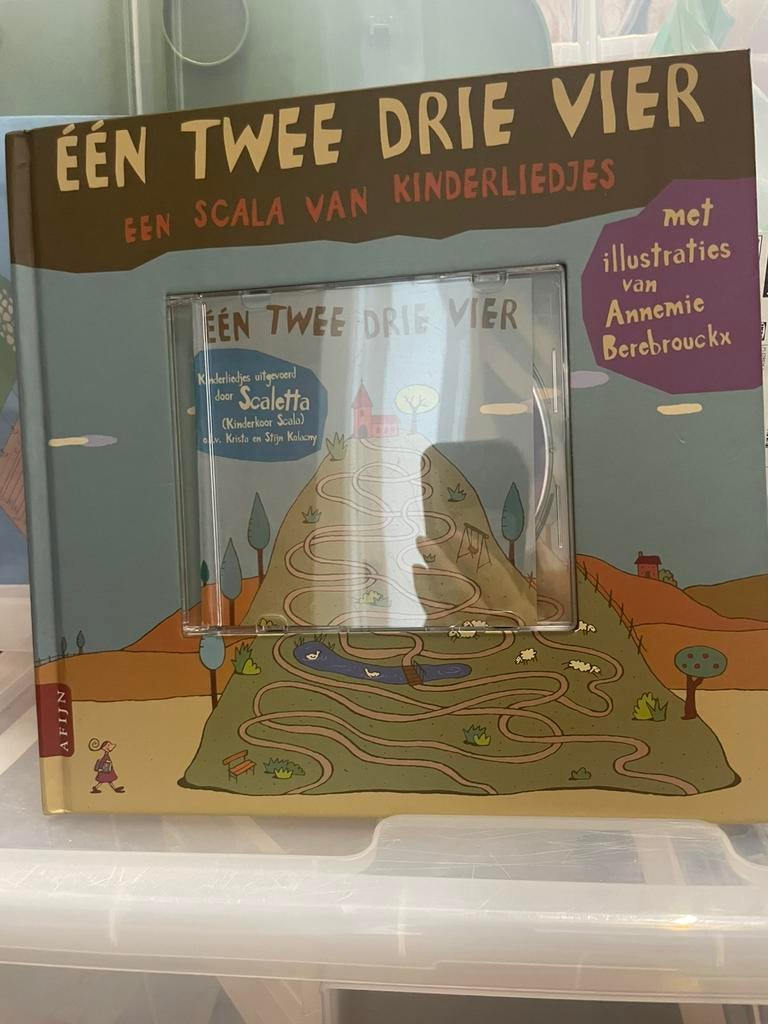 ÉÉN TWEE DRIE VIER
EEN SCALA VAN KINDERLIEDJES
met
illustraties
van
Annemie
Berebrouckx
ÉÉN TWEE DRIE VIER
Kinderliedjes uitgevoerd
door Scaletta
(Kinderkoor Scala)
o.l.v. Krista en Stijn Kolacny
AFIJN